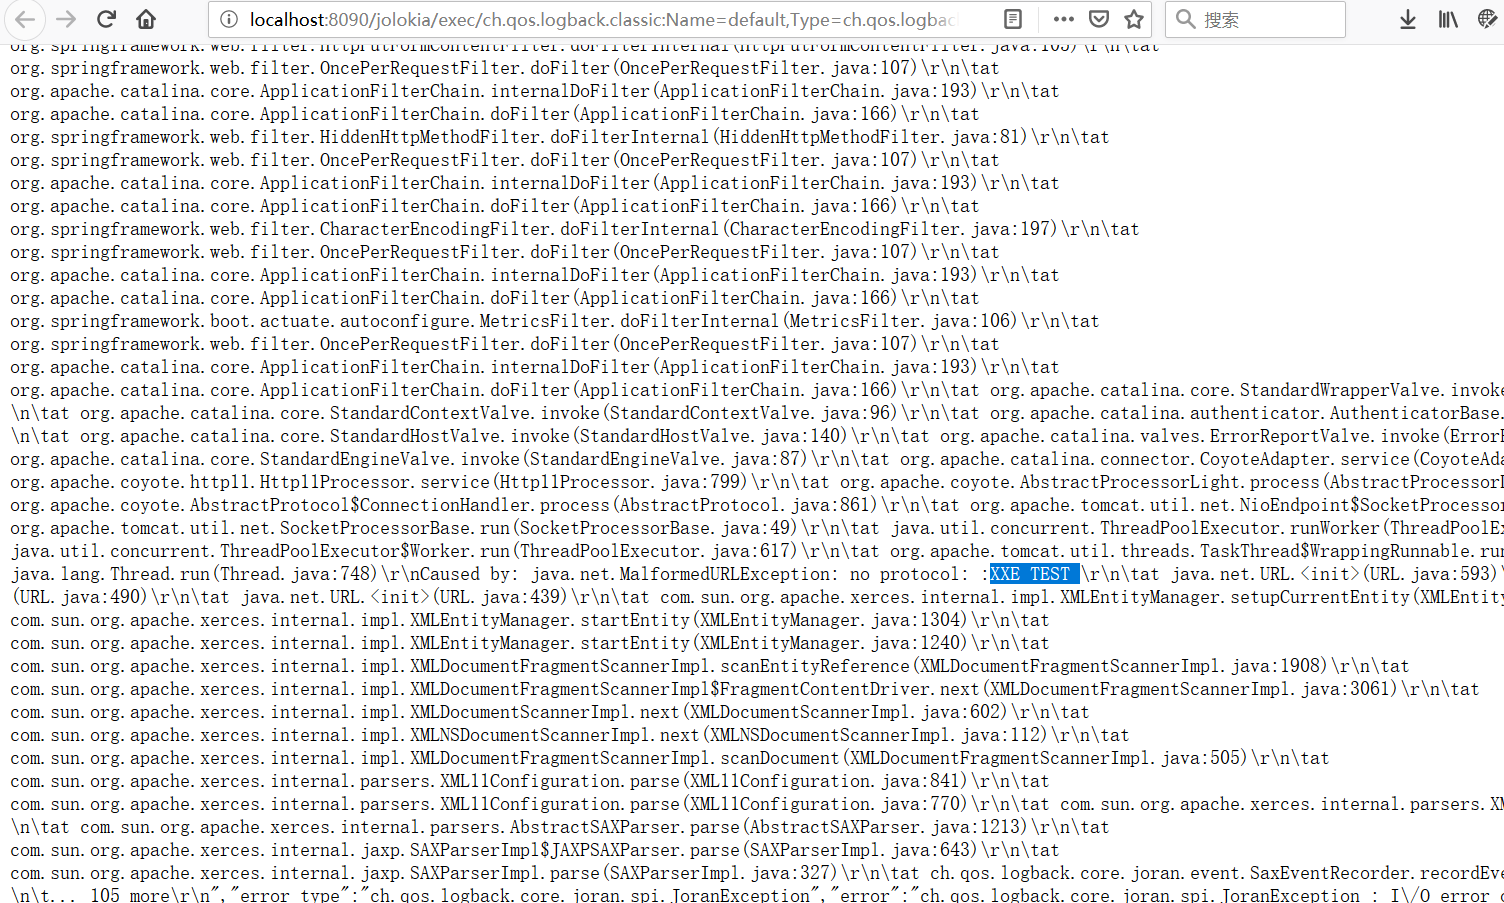 localhost:8090/jolokia/exec/ch.qos.logback.classic:Name=default,Type=ch.qos.logbac
搜索
org.springframework.web.filter.HttpPutFormContentFilter.doFilterInternal(HttpPutFormContentFilter.java:105)\r\n\tat
org.springframework.web.filter.OncePerRequestFilter.doFilter(OncePerRequestFilter.java:107)\r\n\tat
org.apache.catalina.core.ApplicationFilterChain.internalDoFilter(ApplicationFilterChain.java:193)\r\n\tat
org.apache.catalina.core.ApplicationFilterChain.doFilter(ApplicationFilterChain.java:166)\r\n\tat
org.springframework.web.filter.HiddenHttpMethodFilter.doFilterInternal(HiddenHttpMethodFilter.java:81)\r\n\tat
org.springframework.web.filter.OncePerRequestFilter.doFilter(OncePerRequestFilter.java:107)\r\n\tat
org.apache.catalina.core.ApplicationFilterChain.internalDoFilter(ApplicationFilterChain.java:193)\r\n\tat
org.apache.catalina.core.ApplicationFilterChain.doFilter(ApplicationFilterChain.java:166)\r\n\tat
org.springframework.web.filter.CharacterEncodingFilter.doFilterInternal(CharacterEncodingFilter.java:197)\r\n\tat
org.springframework.web.filter.OncePerRequestFilter.doFilter(OncePerRequestFilter.java:107)\r\n\tat
org.apache.catalina.core.ApplicationFilterChain.internalDoFilter(ApplicationFilterChain.java:193)\r\n\tat
org.apache.catalina.core.ApplicationFilterChain.doFilter(ApplicationFilterChain.java:166)\r\n\tat
org.springframework.boot.actuate.autoconfigure.MetricsFilter.doFilterInternal(MetricsFilter.java:106)\r\n\tat
org.springframework.web.filter.OncePerRequestFilter.doFilter(OncePerRequestFilter.java:107)\r\n\tat
org.apache.catalina.core.ApplicationFilterChain.internalDoFilter(ApplicationFilterChain.java:193)\r\n\tat
org.apache.catalina.core.ApplicationFilterChain.doFilter(ApplicationFilterChain.java:166)\r\n\tat org.apache.catalina.core.StandardWrapperValve.invoke
\n\tat org.apache.catalina.core.StandardContextValve.invoke(StandardContextValve.java:96)\r\n\tat org.apache.catalina.authenticator.AuthenticatorBase.
\n\tat org.apache.catalina.core.StandardHostValve.invoke(StandardHostValve.java:140)\r\n\tat org.apache.catalina.valves.ErrorReportValve.invoke(ErrorR
org.apache.catalina.core.StandardEngineValve.invoke(StandardEngineValve.java:87)\r\n\tat org.apache.catalina.connector.CoyoteAdapter.service(CoyoteAda
org.apache.coyote.http11.Http11Processor.service(Http11Processor.java:799)\r\n\tat org.apache.coyote.AbstractProcessorLight.process(AbstractProcessorL
org.apache.coyote.AbstractProtocol$ConnectionHandler.process(AbstractProtocol.java:861)\r\n\tat org.apache.tomcat.util.net.NioEndpoint$SocketProcessor
org.apache.tomcat.util.net.SocketProcessorBase.run(SocketProcessorBase.java:49)\r\n\tat java.util.concurrent.ThreadPoolExecutor.runWorker(ThreadPoolEx
java.util.concurrent.ThreadPoolExecutor$Worker.run(ThreadPoolExecutor.java:617)\r\n\tat org.apache.tomcat.util.threads.TaskThread$WrappingRunnable.run
java.lang.Thread.run(Thread.java:748)\r\nCaused by: java.net.MalformedURLException: no protocol: :XXE TEST \r\n\tat java.net.URL.<init>(URL.java:593)\
(URL.java:490)\r\n\tat java.net.URL.<init>(URL.java:439)\r\n\tat com.sun.org.apache.xerces.internal.impl.XMLEntityManager.setupCurrentEntity(XMLEntity
com.sun.org.apache.xerces.internal.impl.XMLEntityManager.startEntity(XMLEntityManager.java:1304)\r\n\tat
com.sun.org.apache.xerces.internal.impl.XMLEntityManager.startEntity(XMLEntityManager.java:1240)\r\n\tat
com.sun.org.apache.xerces.internal.impl.XMLDocumentFragmentScannerImpl.scanEntityReference(XMLDocumentFragmentScannerImpl.java:1908)\r\n\tat
com.sun.org.apache.xerces.internal.impl.XMLDocumentFragmentScannerImpl$FragmentContentDriver.next(XMLDocumentFragmentScannerImpl.java:3061)\r\n\tat
com.sun.org.apache.xerces.internal.impl.XMLDocumentScannerImpl.next(XMLDocumentScannerImpl.java:602)\r\n\tat
com.sun.org.apache.xerces.internal.impl.XMLNSDocumentScannerImpl.next(XMLNSDocumentScannerImpl.java:112)\r\n\tat
com.sun.org.apache.xerces.internal.impl.XMLDocumentFragmentScannerImpl.scanDocument(XMLDocumentFragmentScannerImpl.java:505)\r\n\tat
com.sun.org.apache.xerces.internal.parsers.XML11Configuration.parse(XML11Configuration.java:841)\r\n\tat
com.sun.org.apache.xerces.internal.parsers.XML11Configuration.parse(XML11Configuration.java:770)\r\n\tat com.sun.org.apache.xerces.internal.parsers.XM
\n\tat com.sun.org.apache.xerces.internal.parsers.AbstractSAXParser.parse(AbstractSAXParser.java:1213)\r\n\tat
com.sun.org.apache.xerces.internal.jaxp.SAXParserImpl$JAXPSAXParser.parse(SAXParserImpl.java:643)\r\n\tat
com.sun.org.apache.xerces.internal.jaxp.SAXParserImpl.parse(SAXParserImpl.java:327)\r\n\tat ch.qos.logback.core.joran.event.SaxEventRecorder.recordEve
\n\t... 105 more\r\n","error_type":"ch.qos.logback.core.joran.spi.JoranException","error":"ch.qos.logback.core.joran.spi.JoranException : I\/O error o